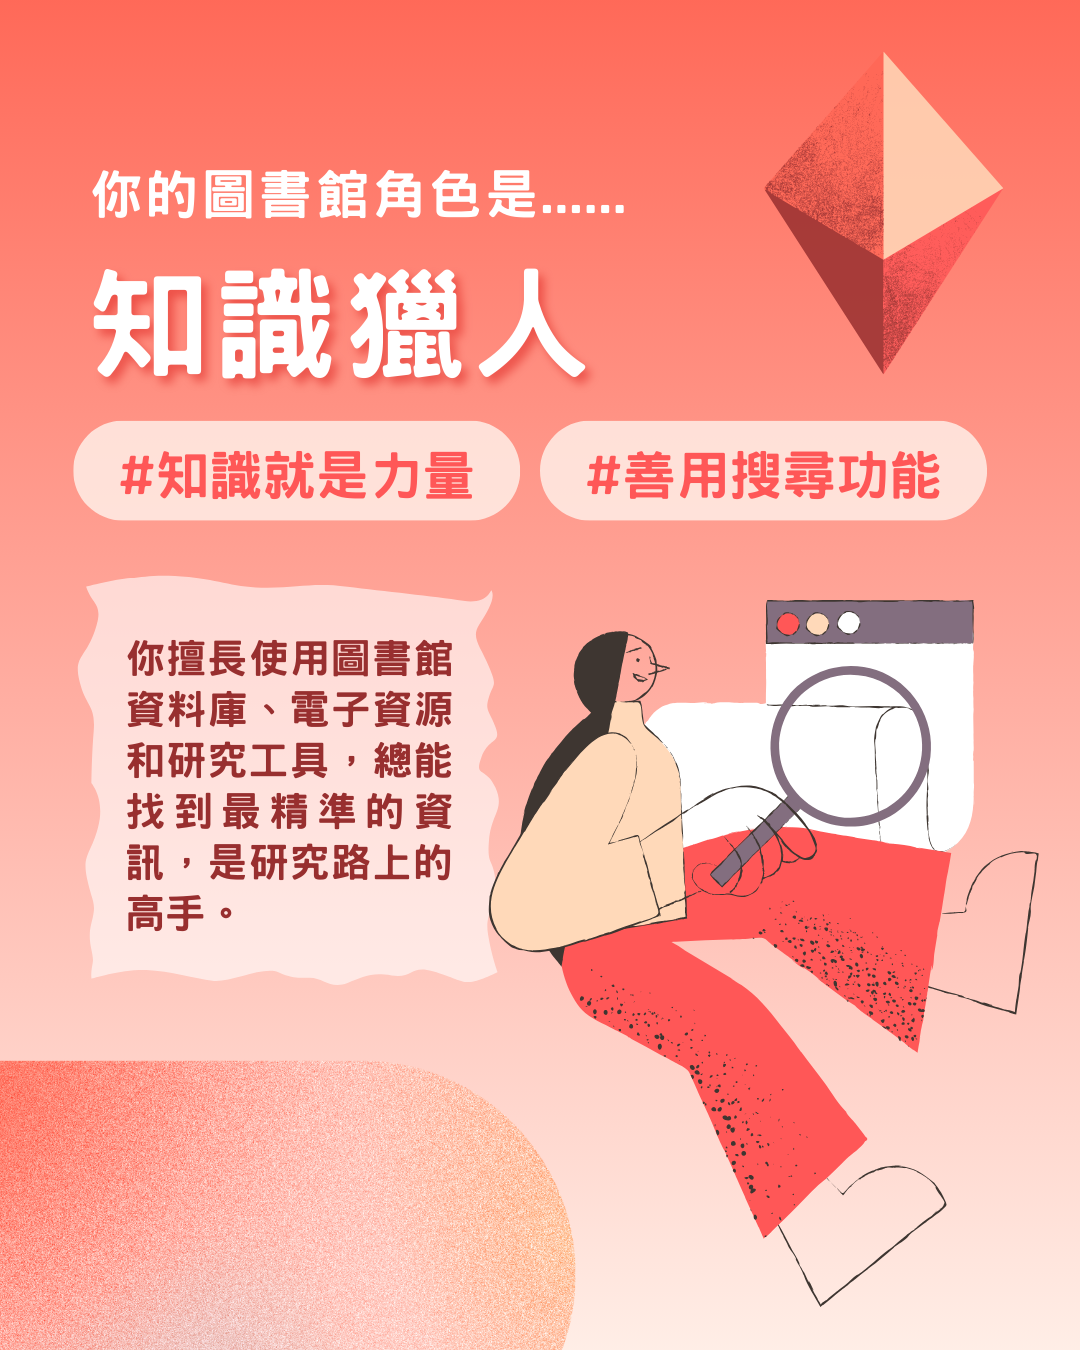 你的圖書館角色是......
知識獵人
#知識就是力量
#善用搜尋功能
你擅長使用圖書館
資料庫、電子資源
和研究工具，總能
找到最精準的資
訊，是研究路上的
高手。